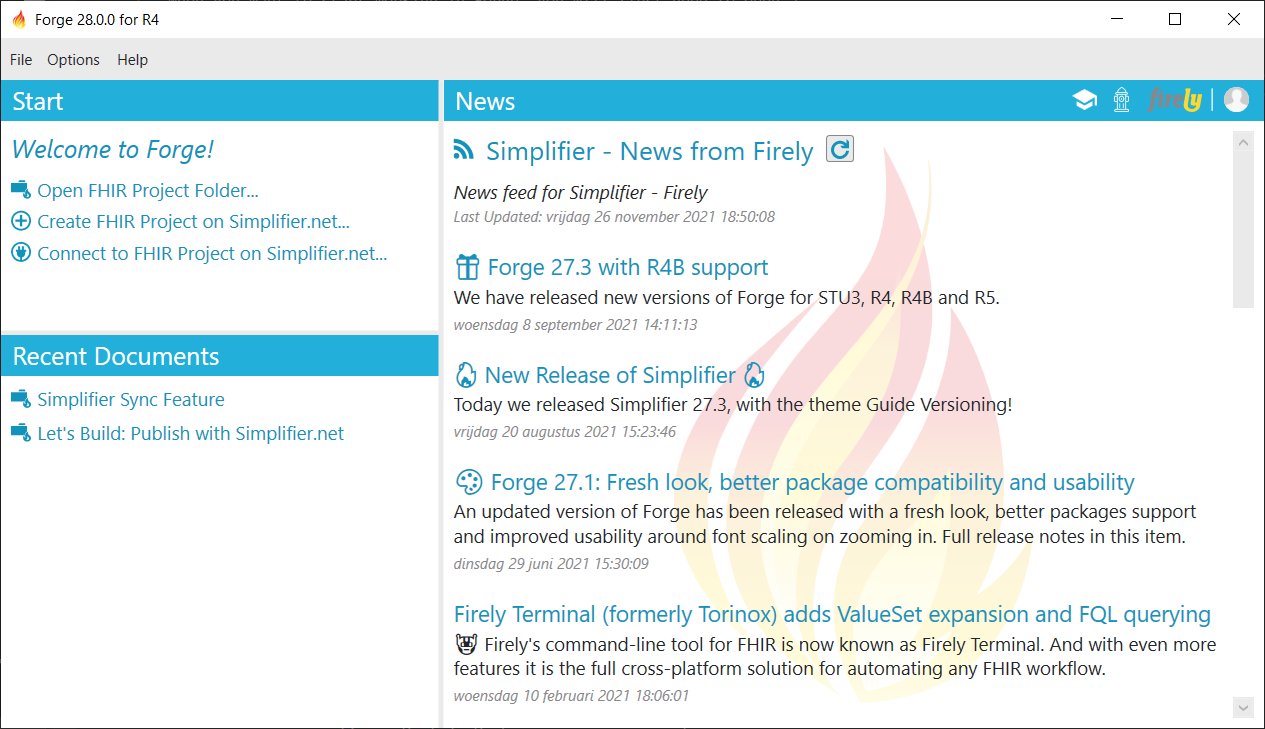 Forge 28.0.0 for R4
File Options Help
Start
Welcome to Forge!
Open FHIR Project Folder...
Create FHIR Project on Simplifier.net...
Connect to FHIR Project on Simplifier.net...
Recent Documents
Simplifier Sync Feature
Let's Build: Publish with Simplifier.net
News
firely
Simplifier - News from Firely
News feed for Simplifier - Firely
Last Updated: vrijdag 26 november 2021 18:50:08
Forge 27.3 with R4B support
We have released new versions of Forge for STU3, R4, R4B and R5.
woensdag 8 september 2021 14:11:13
New Release of Simplifier
Today we released Simplifier 27.3, with the theme Guide Versioning!
vrijdag 20 augustus 2021 15:23:46
Forge 27.1: Fresh look, better package compatibility and usability
An updated version of Forge has been released with a fresh look, better packages support
and improved usability around font scaling on zooming in. Full release notes in this item.
dinsdag 29 juni 2021 15:30:09
Firely Terminal (formerly Torinox) adds ValueSet expansion and FQL querying
Firely's command-line tool for FHIR is now known as Firely Terminal. And with even more
features it is the full cross-platform solution for automating any FHIR workflow.
woensdag 10 februari 2021 18:06:01